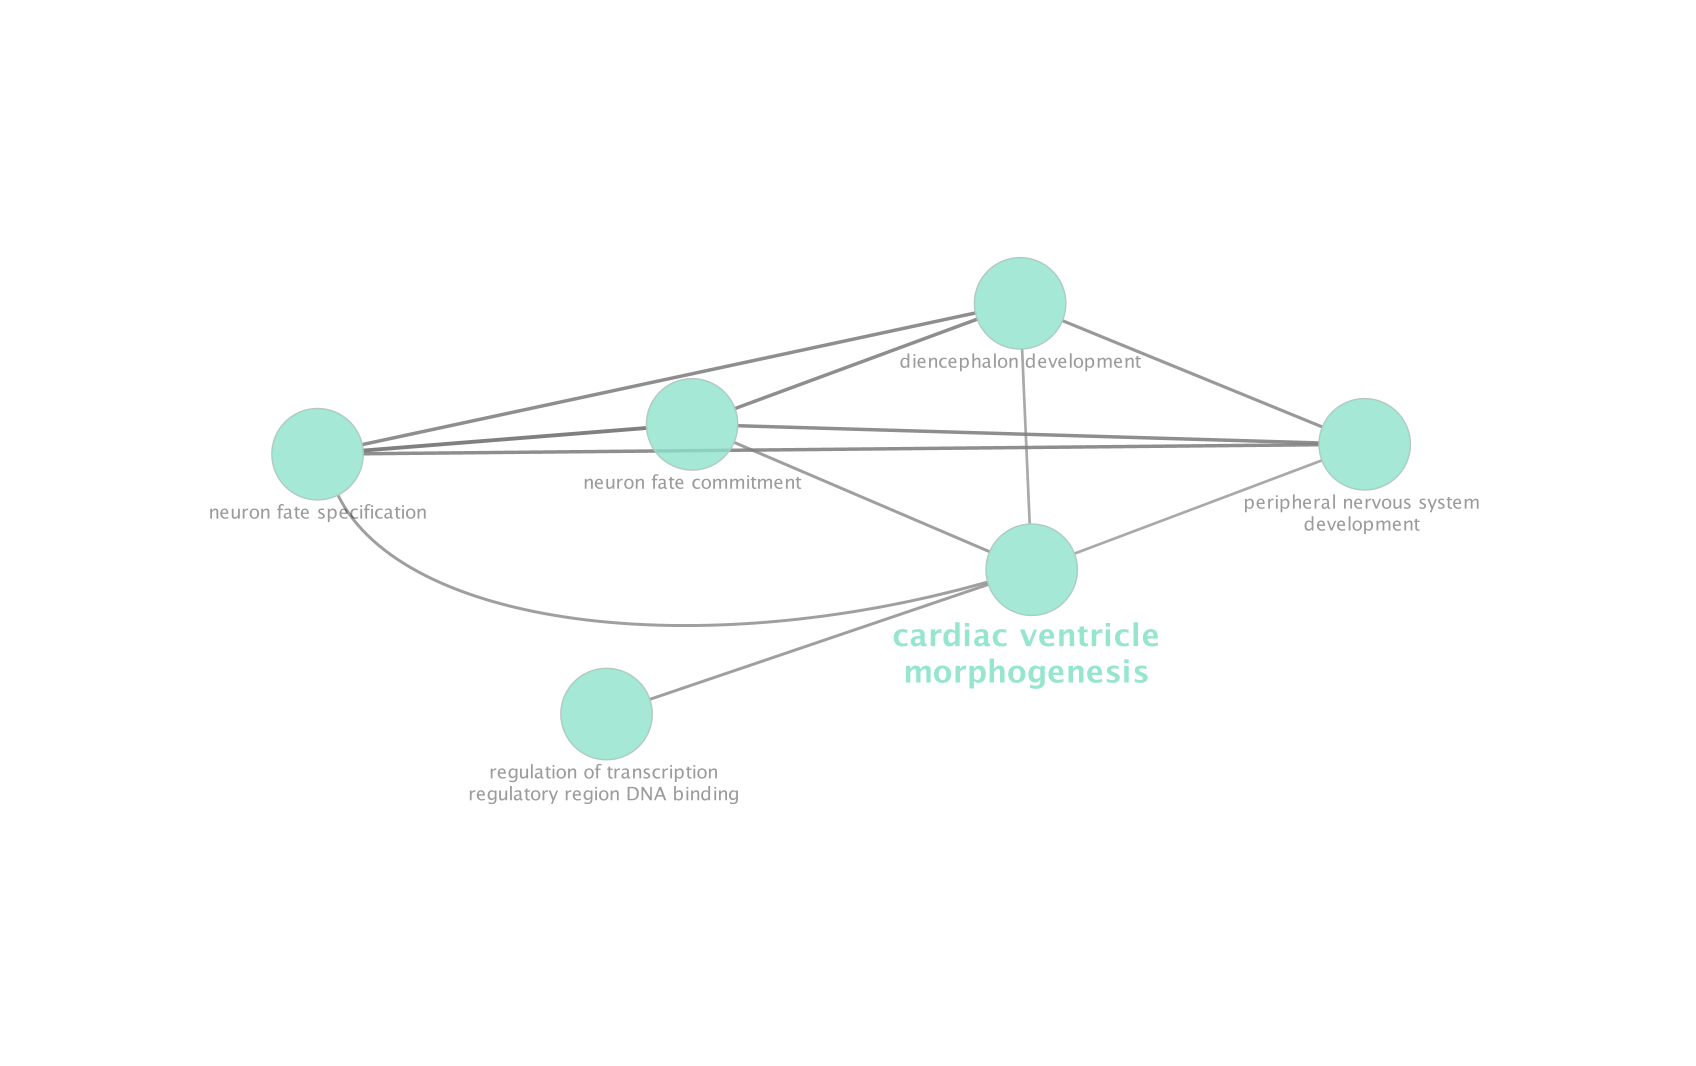 diencephalon development
neuron fate commitment
neuron fate specification
peripheral nervous system
development
cardiac ventricle
morphogenesis
regulation of transcription
regulatory region DNA binding